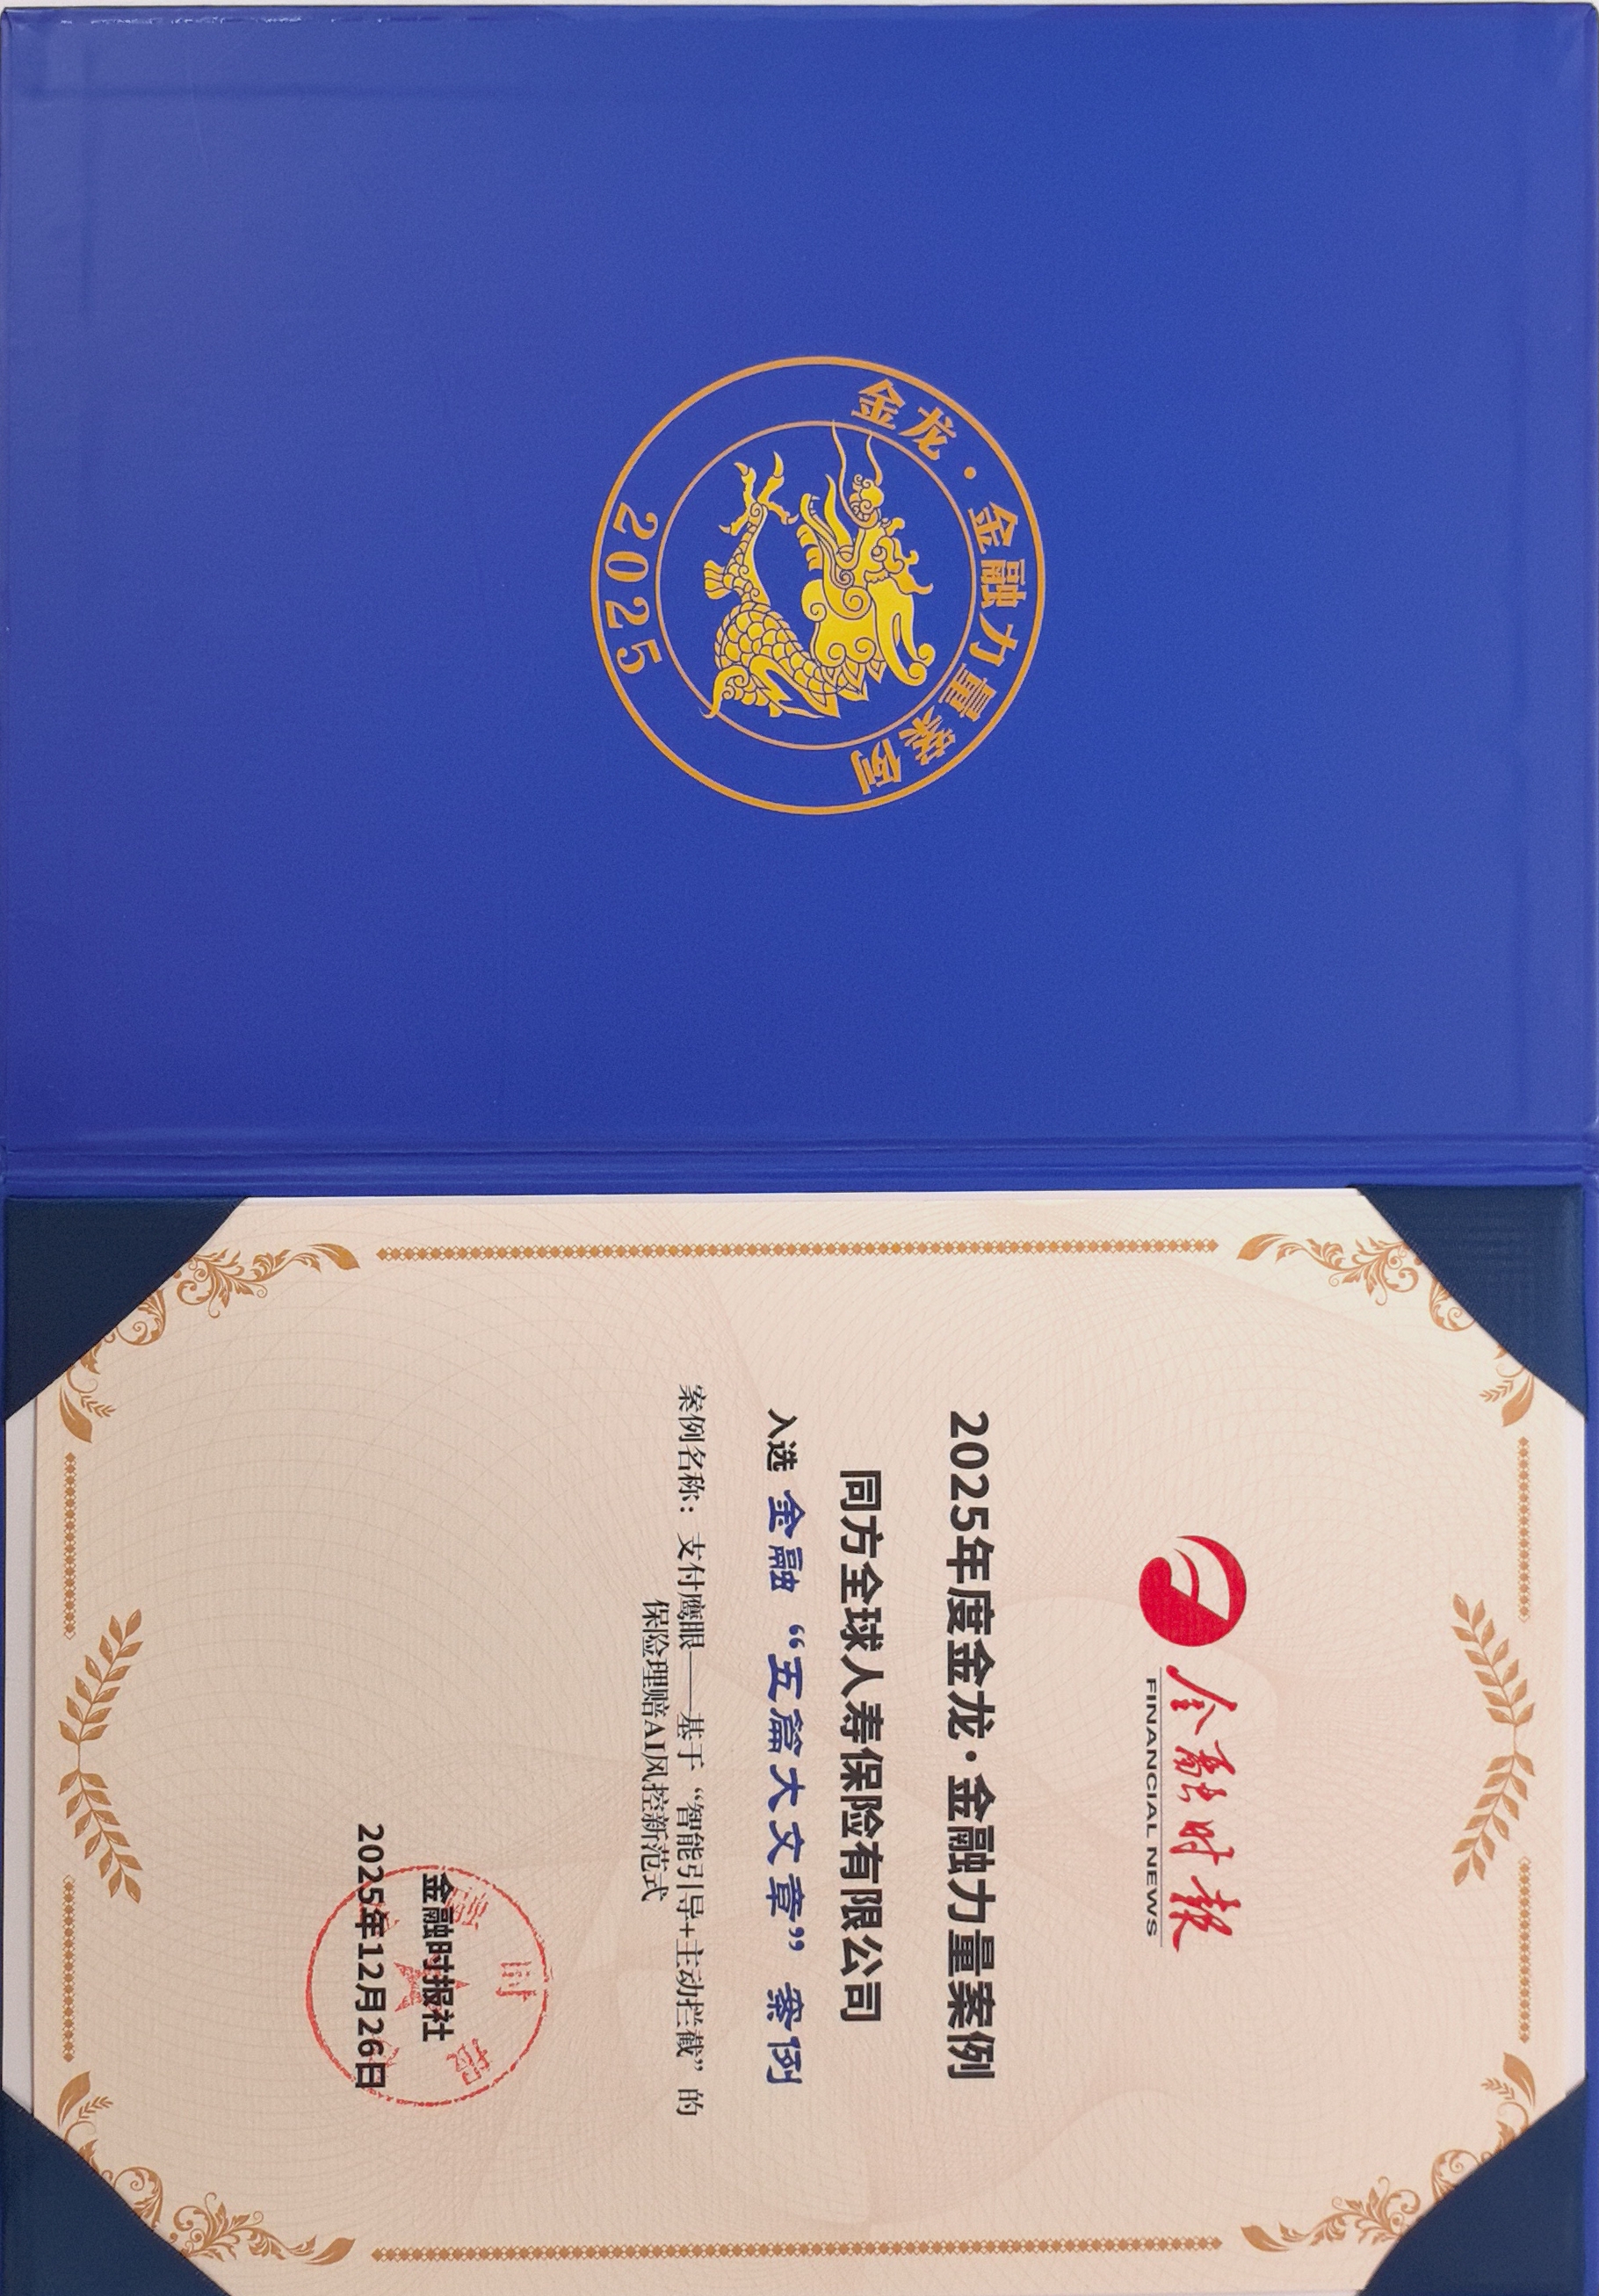 金龙·金融力量案例
2025
金融时报
FINANCIAL NEWS
2025年度金龙·金融力量案例
同方全球人寿保险有限公司
入选 金融“五篇大文章”案例
案例名称：支付鹰眼——基于“智能引导+主动拦截”的
保险理赔AI风控新范式
金融时报社
2025年12月26日